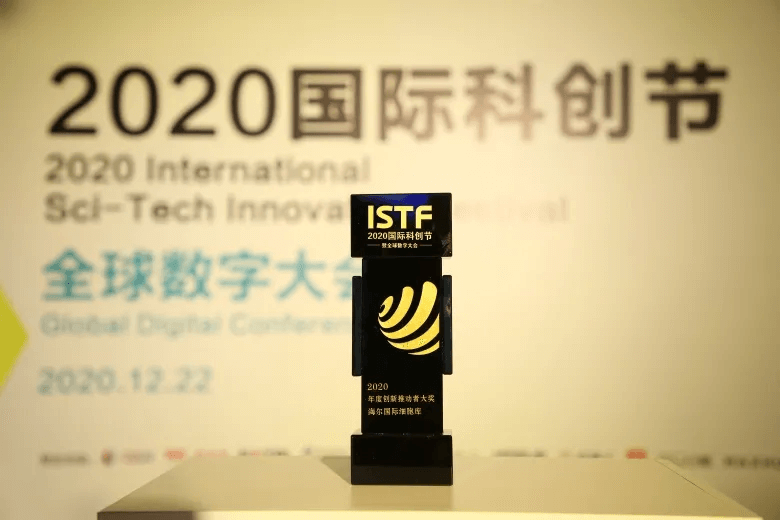 2020国际科创节
2020 International
Sci-Tech Innova
tival
全球数字大会
Global Digital Conferen
2020.12.22
ISTF
2020国际科创节
暨全球数字大会
2020
年度创新推动者大奖
海尔国际细胞库